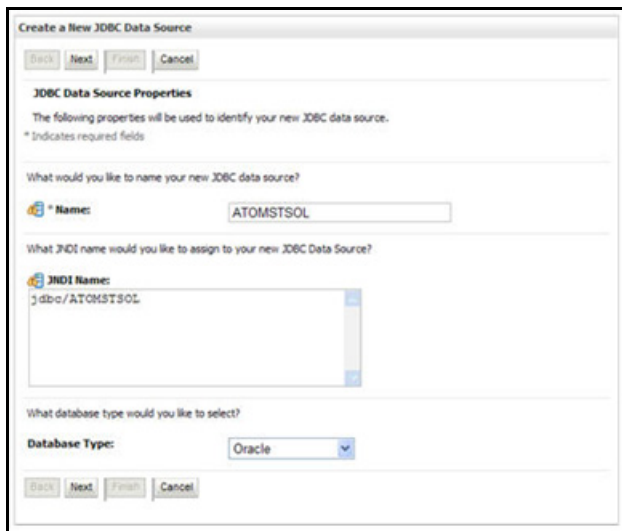 Create a New JDBC Data Source
Back Next Finish Cancel
JDBC Data Source Properties
The following properties will be used to identify your new JDBC data source.
* Indicates required fields
What would you like to name your new JDBC data source?
* Name: ATOMSTSOL
What JNDI name would you like to assign to your new JDBC Data Source?
JNDI Name:
jdbc/ATOMSTSOL
What database type would you like to select?
Database Type: Oracle
Back Next Finish Cancel